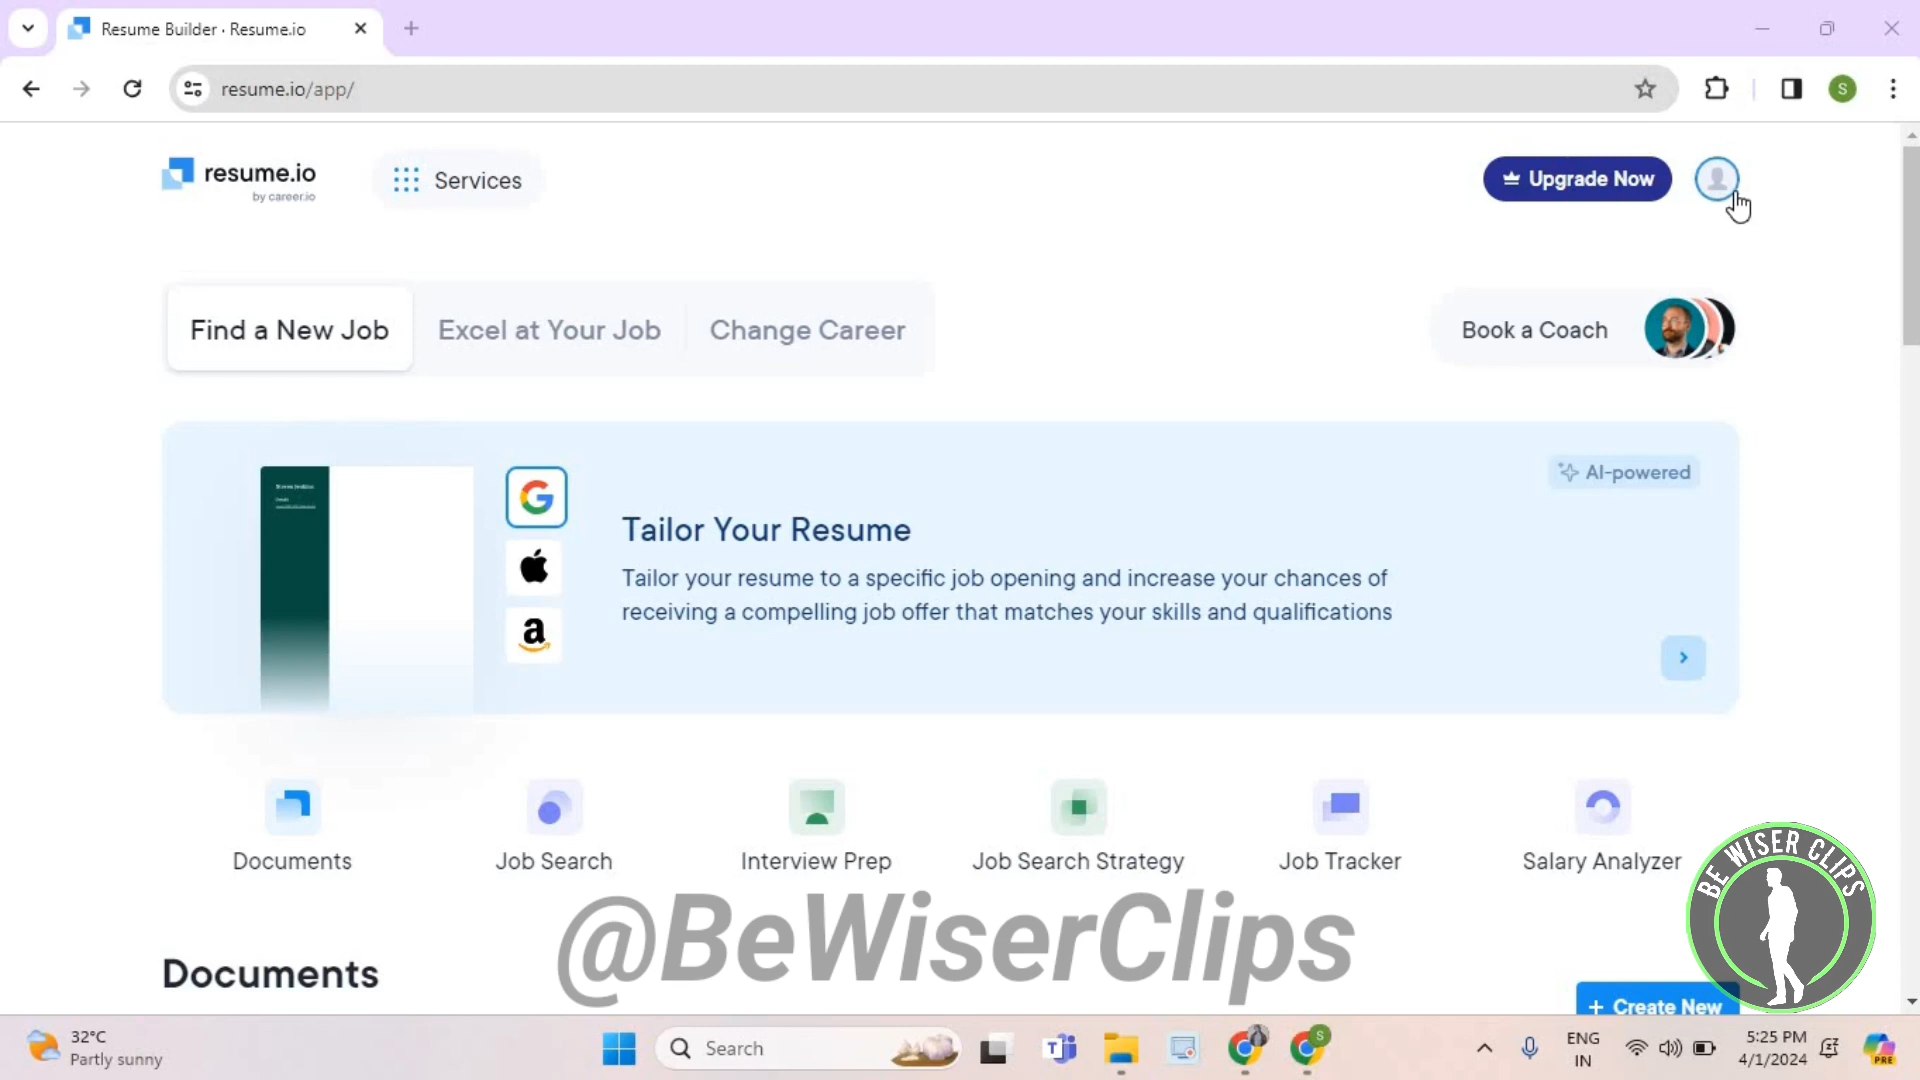 Resume Builder · Resume.io
resume.io/app/
S
resume.io
by career.io
Services
Upgrade Now
Find a New Job
Excel at Your Job
Change Career
Book a Coach
AI-powered
Tailor Your Resume
Tailor your resume to a specific job opening and increase your chances of
receiving a compelling job offer that matches your skills and qualifications
Documents
Job Search
Interview Prep
Job Search Strategy
Job Tracker
Salary Analyzer
BE WISER CLIPS
@BeWiserClips
Documents
+ Create New
32°C
Partly sunny
Search
S
ENG
IN
5:25 PM
4/1/2024
PRE